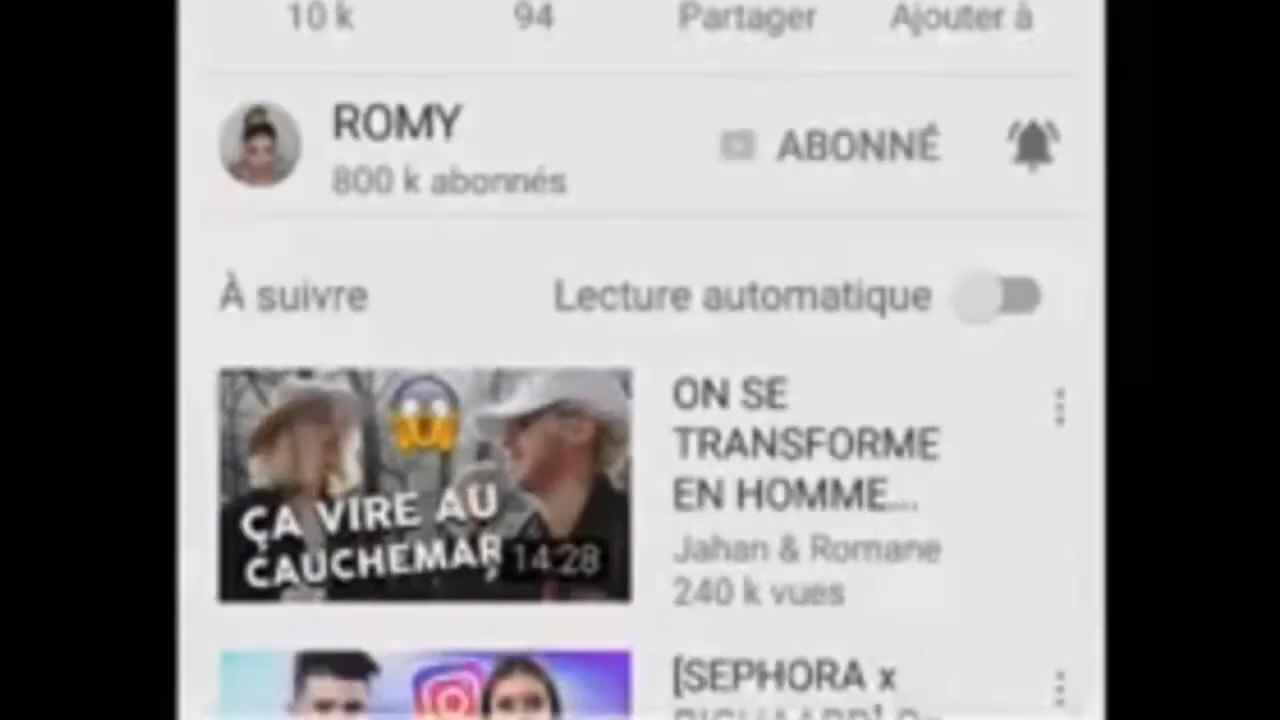 10 k
94
Partager
Ajouter à
ROMY
800 k abonnés
ABONNÉ
À suivre
Lecture automatique
ÇA VIRE AU
CAUCHEMAR
14:28
ON SE
TRANSFORME
EN HOMME...
Jahan & Romane
240 k vues
[SEPHORA x